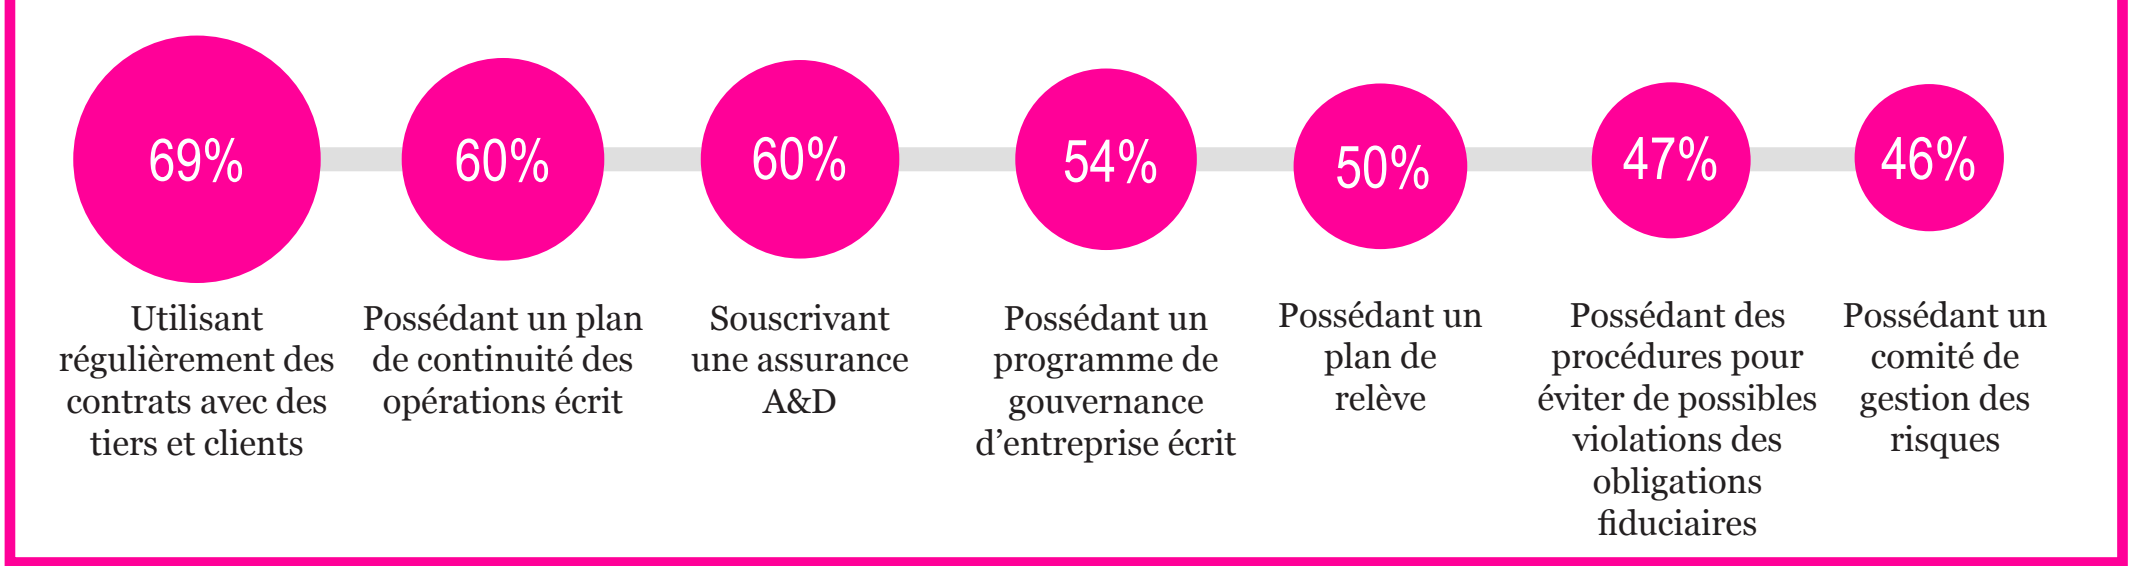 69%
Utilisant
régulièrement des
contrats avec des
tiers et clients
60%
Possédant un plan
de continuité des
opérations écrit
60%
Souscrivant
une assurance
A&D
54%
Possédant un
programme de
gouvernance
d’entreprise écrit
50%
Possédant un
plan de
relève
47%
Possédant des
procédures pour
éviter de possibles
violations des
obligations
fiduciaires
46%
Possédant un
comité de
gestion des
risques